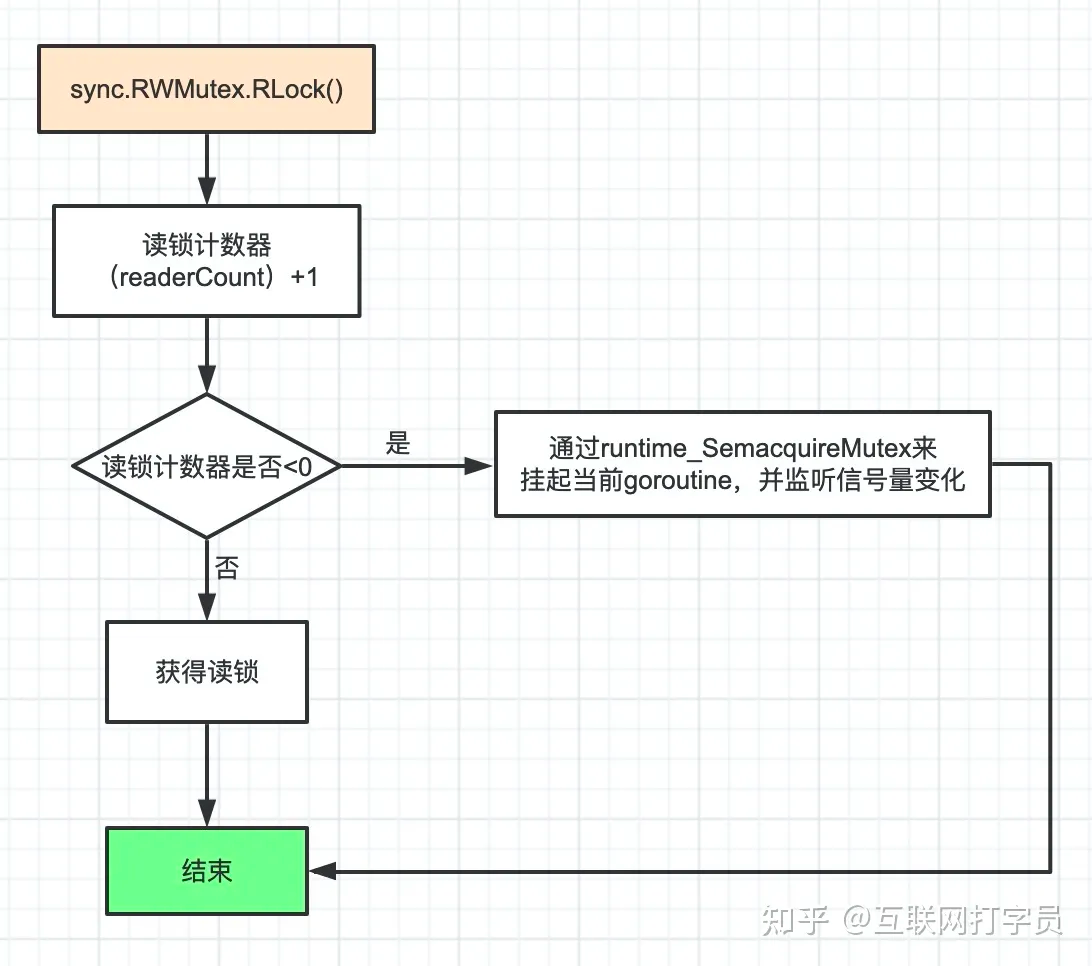 sync.RWMutex.RLock()
读锁计数器
（readerCount）+1
读锁计数器是否<0
是
通过runtime_SemacquireMutex来
挂起当前goroutine，并监听信号量变化
否
获得读锁
结束
知乎 @互联网打字员